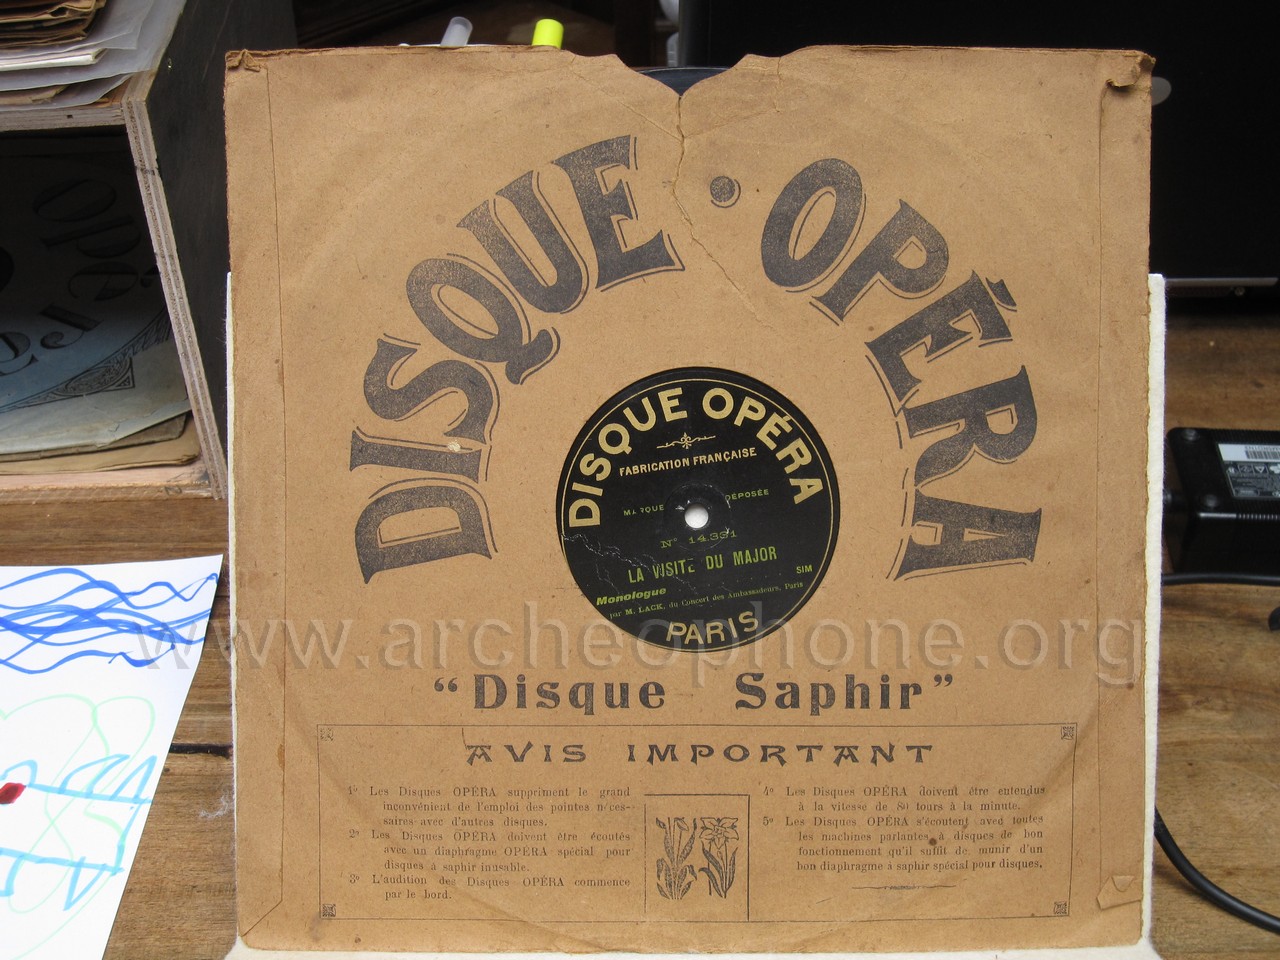 DISQUE • OPÉRA
DISQUE OPÉRA
FABRICATION FRANÇAISE
MARQUE DÉPOSÉE
N° 14.331
LA VISITE DU MAJOR
SIM
Monologue
par M. LACK, du Concert des Ambassadeurs, Paris
PARIS
www.archeophone.org
"Disque Saphir"
AVIS IMPORTANT
1° Les Disques OPÉRA suppriment le grand
inconvénient de l'emploi des pointes néces-
saires avec d'autres disques.
2° Les Disques OPÉRA doivent être écoutés
avec un diaphragme OPÉRA spécial pour
disques à saphir inusable.
3° L'audition des Disques OPÉRA commence
par le bord.
4° Les Disques OPÉRA doivent être entendus
à la vitesse de 80 tours à la minute.
5° Les Disques OPÉRA s'écoutent avec toutes
les machines parlantes à disques de bon
fonctionnement qu'il suffit de munir d'un
bon diaphragme à saphir spécial pour disques.
Opéra